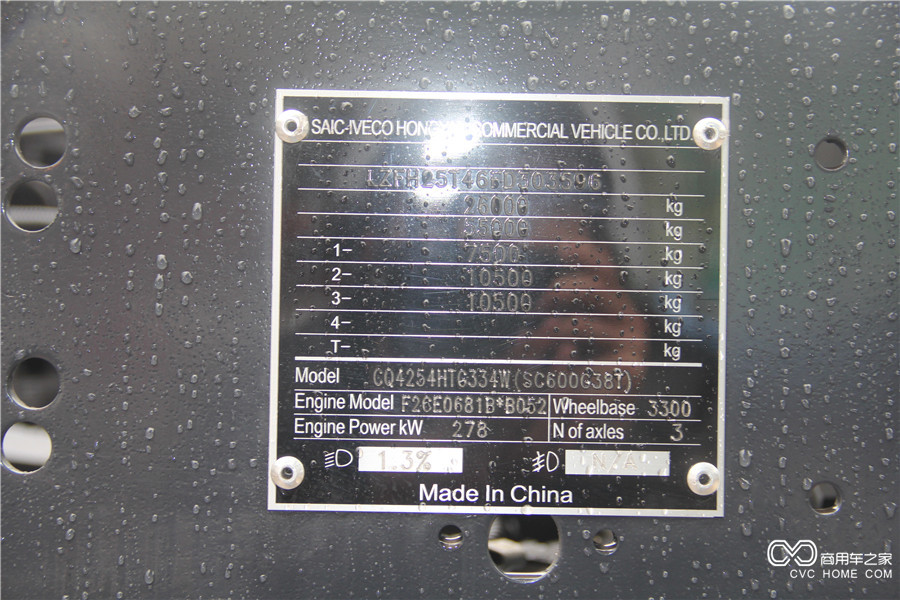 SAIC-IVECO COMMERCIAL VEHICLE CO.,LTD.
26000 kg
55000 kg
1- 7500 kg
2- 10500 kg
3- 10500 kg
4- kg
T- kg
Model CQ4254HTG334W(SC600G38T)
Engine Model F2CE0681B*B052 Wheelbase 3300
Engine Power kW 278 N of axles 3
1.3% N/A
Made In China
商用车之家
CVC HOME COM